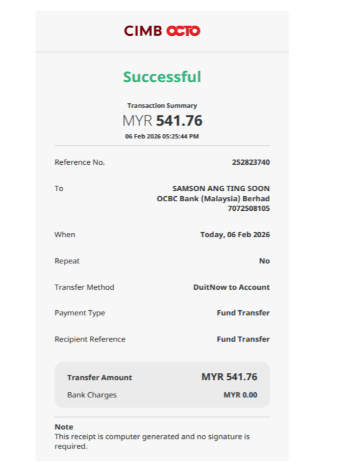 CIMB OCTO
Successful
Transaction Summary
MYR 541.76
06 Feb 2026 05:25:44 PM
Reference No. 252823740
To SAMSON ANG TING SOON
OCBC Bank (Malaysia) Berhad
7072508105
When Today, 06 Feb 2026
Repeat No
Transfer Method DuitNow to Account
Payment Type Fund Transfer
Recipient Reference Fund Transfer
Transfer Amount MYR 541.76
Bank Charges MYR 0.00
Note
This receipt is computer generated and no signature is
required.